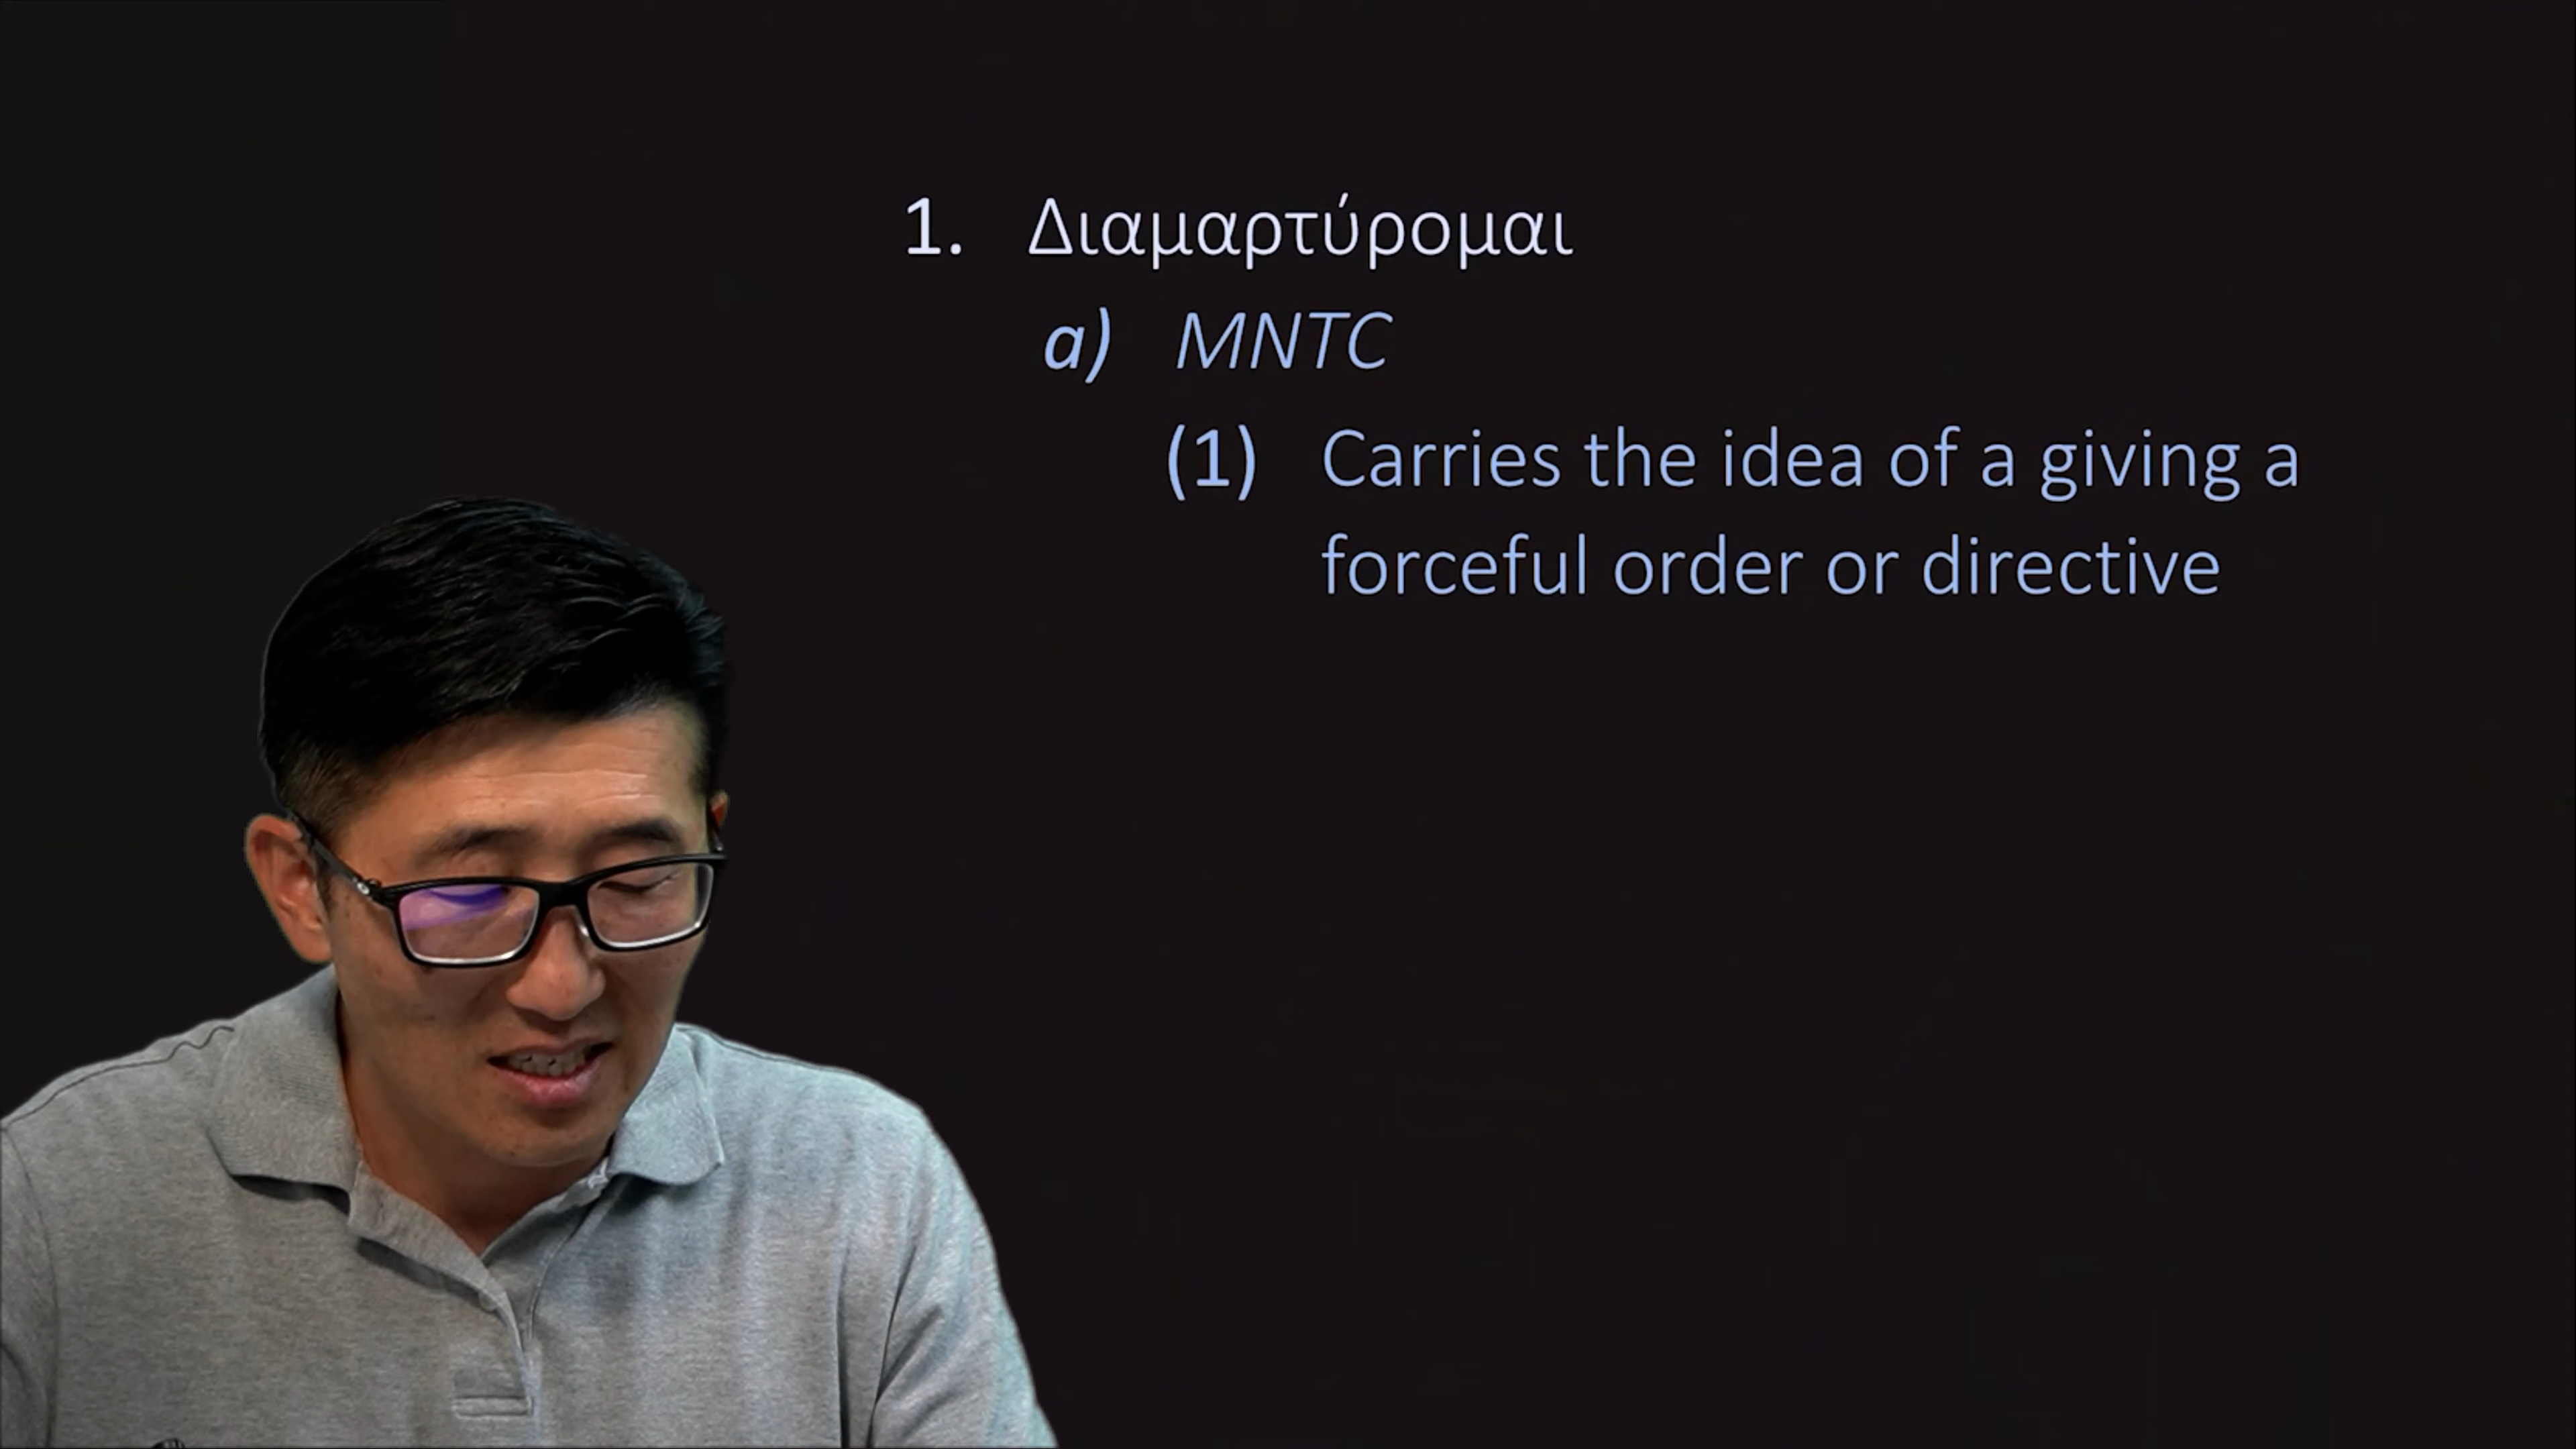 1. Διαμαρτύρομαι
a) MNTC
(1) Carries the idea of a giving a
forceful order or directive